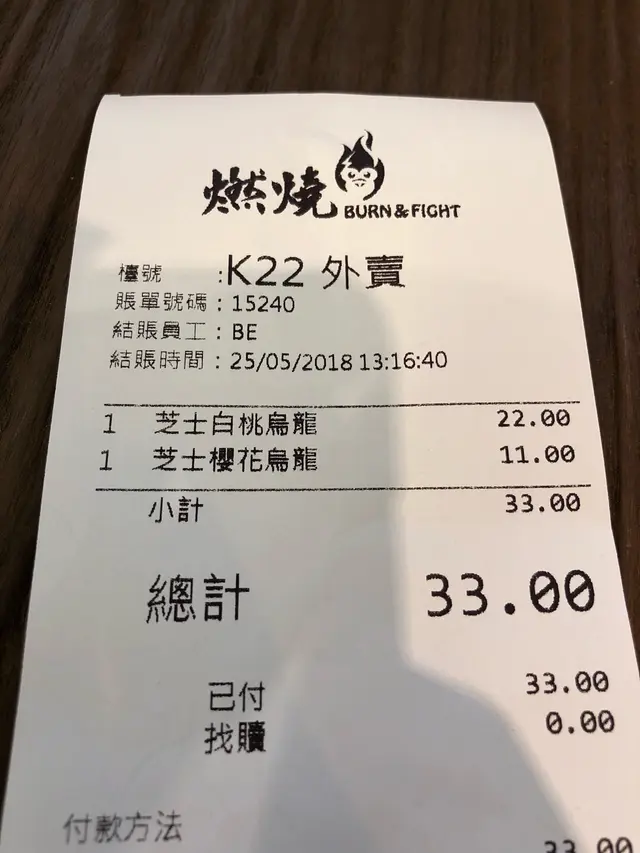 燃燒 BURN & FIGHT
檯號 :K22 外賣
賬單號碼 : 15240
結賬員工 : BE
結賬時間 : 25/05/2018 13:16:40
1 芝士白桃烏龍 22.00
1 芝士櫻花烏龍 11.00
小計 33.00
總計 33.00
已付 33.00
找贖 0.00
付款方法
33.00